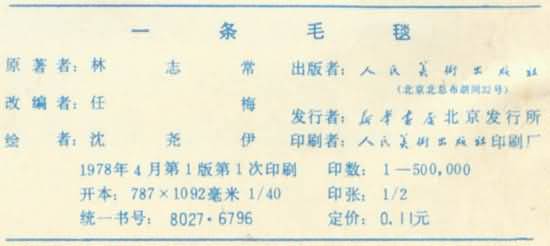 一条毛毯
原著者：林志常 出版者：人民美术出版社
（北京北总布胡同32号）
改编者：任梅
发行者：新华书店北京发行所
绘者：沈尧伊 印刷者：人民美术出版社印刷厂
1978年4月第1版第1次印刷 印数：1—500,000
开本：787×1092毫米 1/40 印张：1/2
统一书号：8027·6796 定价：0.11元